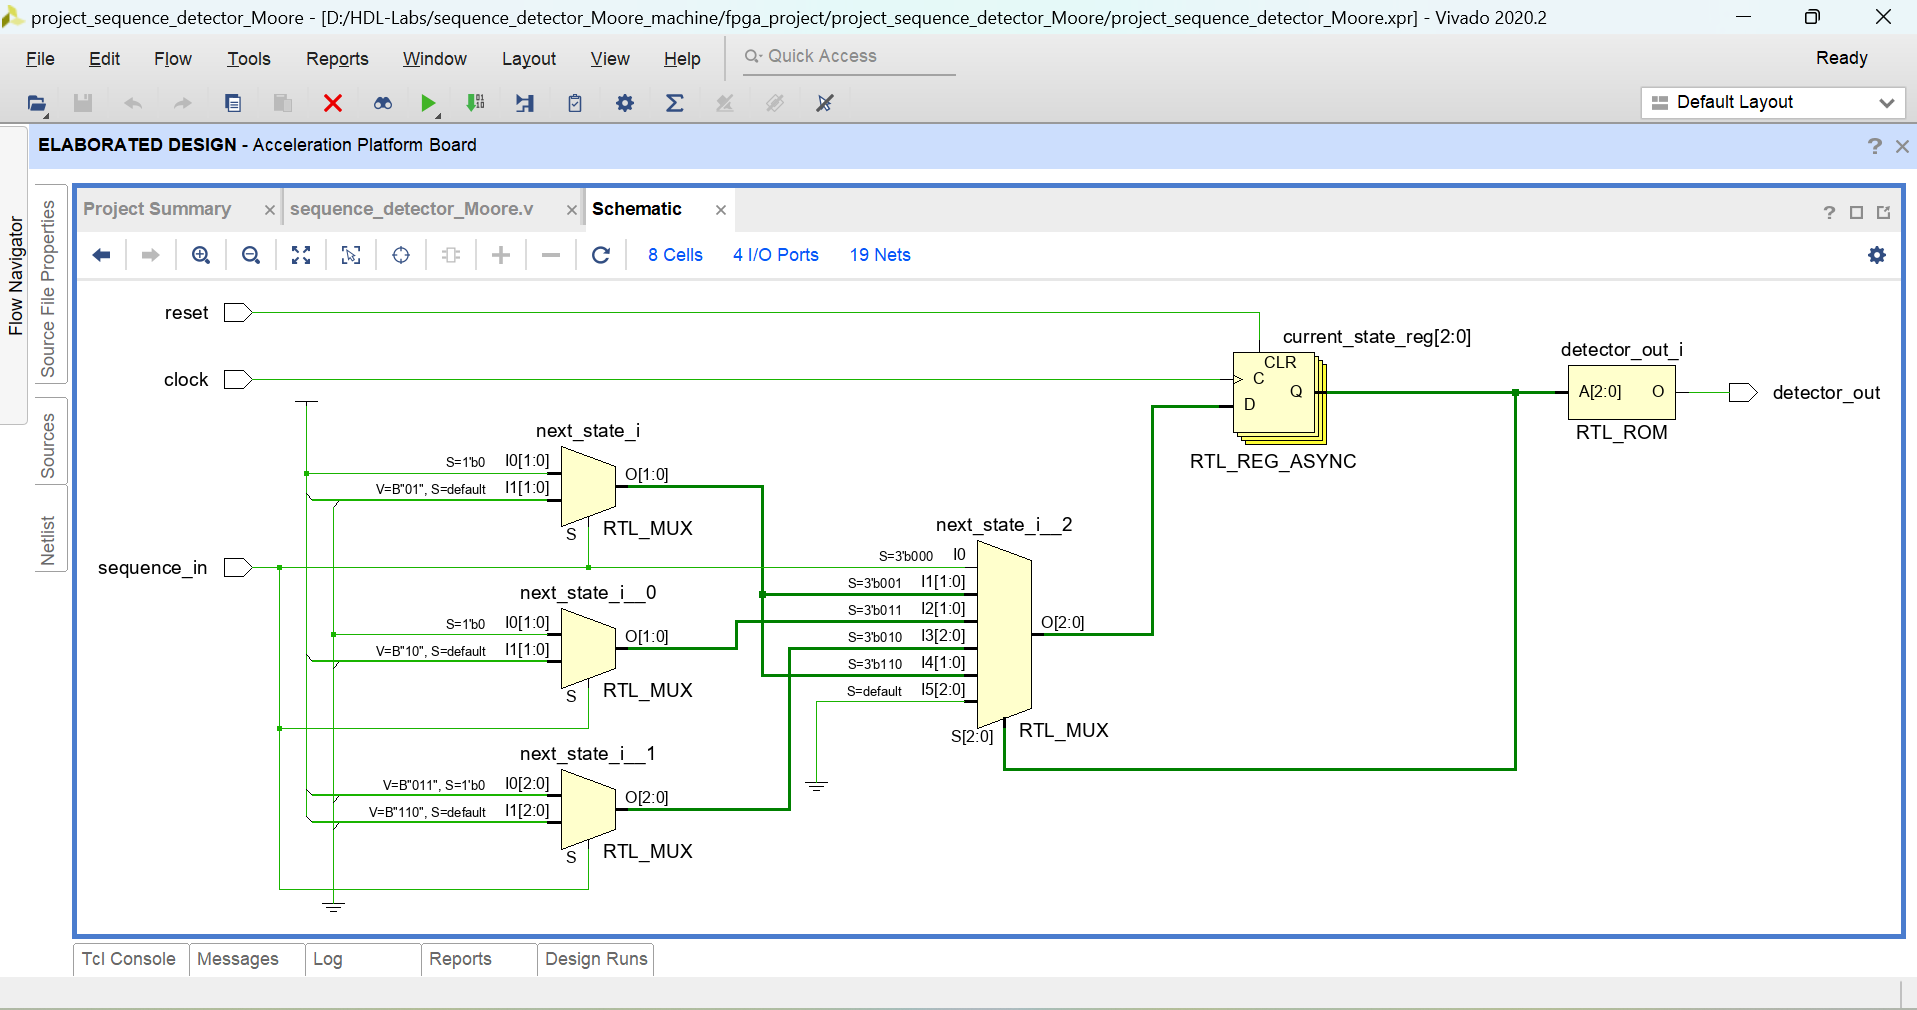 project_sequence_detector_Moore - [D:/HDL-Labs/sequence_detector_Moore_machine/fpga_project/project_sequence_detector_Moore/project_sequence_detector_Moore.xpr] - Vivado 2020.2
File Edit Flow Tools Reports Window Layout View Help Quick Access Ready
Default Layout
ELABORATED DESIGN - Acceleration Platform Board
Flow Navigator
Source File Properties
Sources
Netlist
Project Summary sequence_detector_Moore.v Schematic
8 Cells 4 I/O Ports 19 Nets
reset
clock
sequence_in
next_state_i
S=1'b0 I0[1:0]
V=B"01", S=default I1[1:0]
O[1:0]
S
RTL_MUX
next_state_i__0
S=1'b0 I0[1:0]
V=B"10", S=default I1[1:0]
O[1:0]
S
RTL_MUX
next_state_i__1
V=B"011", S=1'b0 I0[2:0]
V=B"110", S=default I1[2:0]
O[2:0]
S
RTL_MUX
next_state_i__2
S=3'b000 I0
S=3'b001 I1[1:0]
S=3'b011 I2[1:0]
S=3'b010 I3[2:0]
S=3'b110 I4[1:0]
S=default I5[2:0]
O[2:0]
S[2:0]
RTL_MUX
current_state_reg[2:0]
CLR
C
Q
D
RTL_REG_ASYNC
detector_out_i
A[2:0] O
RTL_ROM
detector_out
Tcl Console Messages Log Reports Design Runs